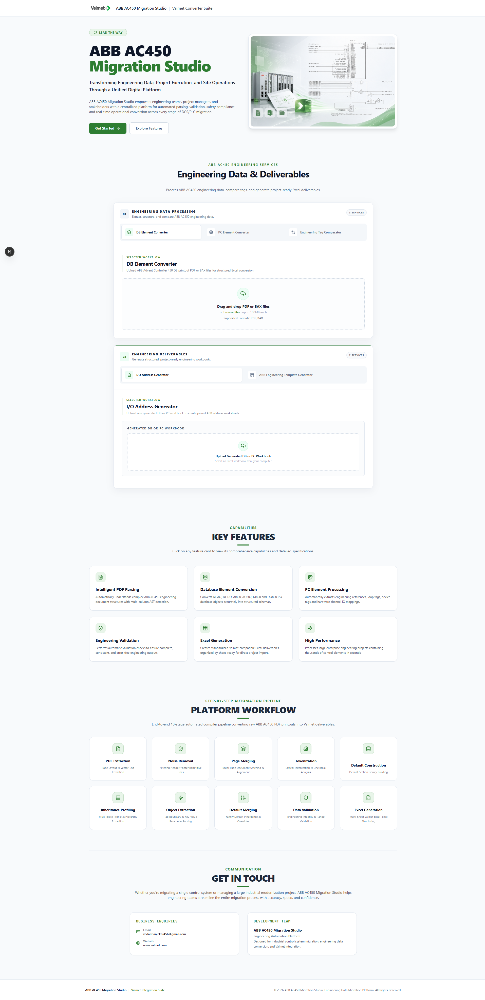 Valmet
ABB AC450 Migration Studio | Valmet Converter Suite
LEAD THE WAY
ABB AC450
Migration Studio
Transforming Engineering Data, Project Execution, and Site Operations
Through a Unified Digital Platform.
ABB AC450 Migration Studio empowers engineering teams, project managers, and
stakeholders with a centralized platform for automated parsing, validation, safety compliance,
and real-time operational conversion across every stage of DCS/PLC migration.
Get Started
Explore Features
ABB
ABB AC450 ENGINEERING SERVICES
Engineering Data & Deliverables
Process ABB AC450 engineering data, compare tags, and generate project-ready Excel deliverables.
01
ENGINEERING DATA PROCESSING
3 SERVICES
Extract, structure, and compare ABB AC450 engineering data.
DB Element Converter
PC Element Converter
Engineering Tag Comparator
N
SELECTED WORKFLOW
DB Element Converter
Upload ABB Advant Controller 450 DB printout PDF or BAX files for structured Excel conversion.
Drag and drop PDF or BAX files
or browse files · up to 100MB each
Supported Formats: PDF, BAX
02
ENGINEERING DELIVERABLES
2 SERVICES
Generate structured, project-ready engineering workbooks.
I/O Address Generator
ABB Engineering Template Generator
SELECTED WORKFLOW
I/O Address Generator
Upload one generated DB or PC workbook to create paired ABB address worksheets.
GENERATED DB OR PC WORKBOOK
Upload Generated DB or PC Workbook
Select an Excel workbook from your computer
CAPABILITIES
KEY FEATURES
Click on any feature card to view its comprehensive capabilities and detailed specifications.
Intelligent PDF Parsing
Automatically understands complex ABB AC450 engineering
document structures with multi-column AST detection.
Database Element Conversion
Converts AI, AO, DI, DO, AI800, AO800, DI800 and DO800 I/O
database objects accurately into structured schemas.
PC Element Processing
Automatically extracts engineering references, loop tags, device
tags and hardware channel IO mappings.
Engineering Validation
Performs automatic validation checks to ensure complete,
consistent, and error-free engineering outputs.
Excel Generation
Creates standardized Valmet-compatible Excel deliverables
organized by sheet, ready for direct project import.
High Performance
Processes large enterprise engineering projects containing
thousands of control elements in seconds.
STEP-BY-STEP AUTOMATION PIPELINE
PLATFORM WORKFLOW
End-to-end 10-stage automated compiler pipeline converting raw ABB AC450 PDF printouts into Valmet deliverables.
PDF Extraction
Page Layout & Vector Text
Extraction
Noise Removal
Filtering Header/Footer Repetitive
Lines
Page Merging
Multi-Page Document Stitching &
Alignment
Tokenization
Lexical Tokenization & Line Break
Analysis
Default Construction
Default Section Library Building
Inheritance Profiling
Multi-Block Profile & Hierarchy
Extraction
Object Extraction
Tag Boundary & Key-Value
Parameter Parsing
Default Merging
Family Default Inheritance &
Overrides
Data Validation
Engineering Integrity & Range
Validation
Excel Generation
Multi-Sheet Valmet Excel (.xlsx)
Structuring
COMMUNICATION
GET IN TOUCH
Whether you're migrating a single control system or managing a large industrial modernization project, ABB AC450 Migration Studio helps
engineering teams streamline the entire migration process with accuracy, speed, and confidence.
BUSINESS ENQUIRIES
Email
vedantlanjekar456@gmail.com
Website
www.valmet.com
DEVELOPMENT TEAM
ABB AC450 Migration Studio
Engineering Automation Platform
Designed for industrial control system migration, engineering data
conversion, and Valmet integration.
ABB AC450 Migration Studio | Valmet Integration Suite
© 2026 ABB AC450 Migration Studio. Engineering Data Migration Platform. All Rights Reserved.